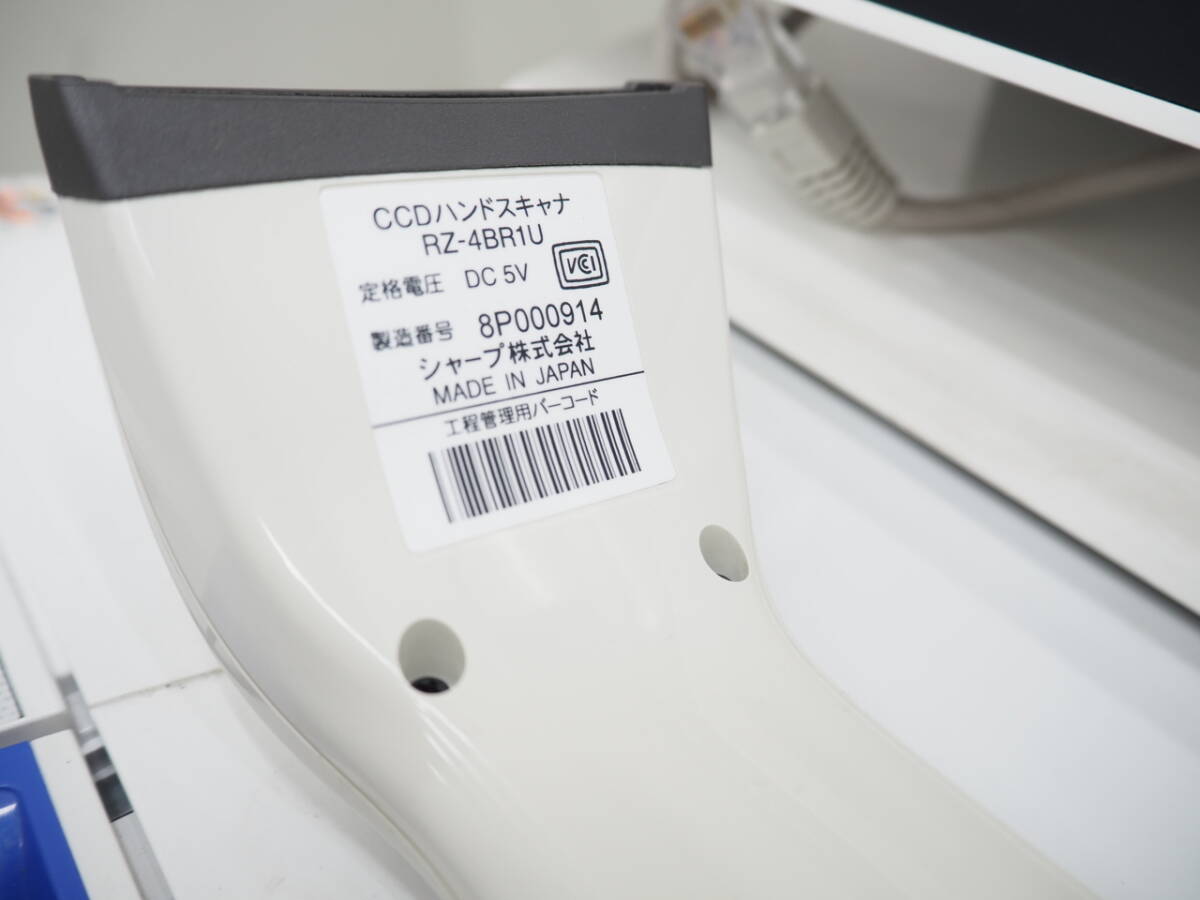 CCDハンドスキャナ
RZ-4BR1U
VCI
定格電圧 DC 5V
製造番号 8P000914
シャープ株式会社
MADE IN JAPAN
工程管理用バーコード